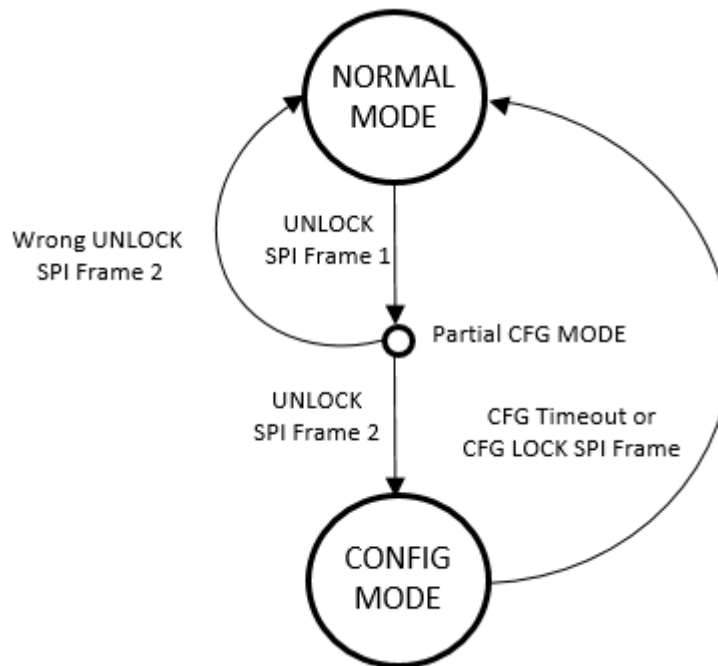 NORMAL
MODE
UNLOCK
SPI Frame 1
Wrong UNLOCK
SPI Frame 2
Partial CFG MODE
UNLOCK
SPI Frame 2
CFG Timeout or
CFG LOCK SPI Frame
CONFIG
MODE